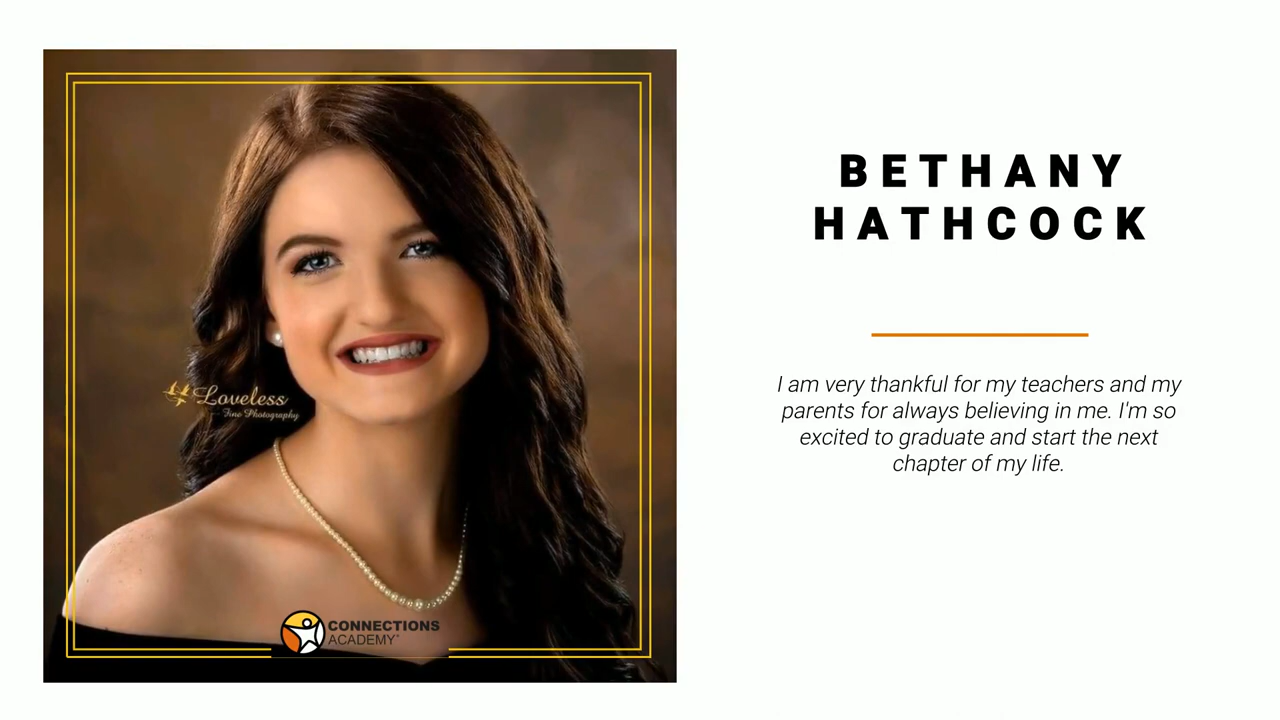 BETHANY
HATHCOCK
I am very thankful for my teachers and my
parents for always believing in me. I'm so
excited to graduate and start the next
chapter of my life.
Loveless
Fine Photography
CONNECTIONS
ACADEMY